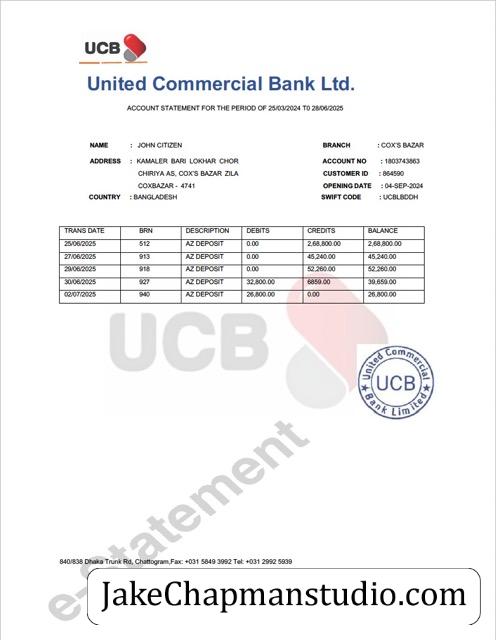 UCB
United Commercial Bank Ltd.
ACCOUNT STATEMENT FOR THE PERIOD OF 25/03/2024 T0 28/06/2025
NAME : JOHN CITIZEN BRANCH : COX'S BAZAR
ADDRESS : KAMALER BARI LOKHAR CHOR ACCOUNT NO : 1803743863
CHIRIYA AS, COX'S BAZAR ZILA CUSTOMER ID : 864590
COXBAZAR - 4741 OPENING DATE : 04-SEP-2024
COUNTRY : BANGLADESH SWIFT CODE : UCBLBDDH
TRANS DATE BRN DESCRIPTION DEBITS CREDITS BALANCE
25/06/2025 512 AZ DEPOSIT 0.00 2,68,800.00 2,68,800.00
27/06/2025 913 AZ DEPOSIT 0.00 45,240.00 45,240.00
29/06/2025 918 AZ DEPOSIT 0.00 52,260.00 52,260.00
30/06/2025 927 AZ DEPOSIT 32,800.00 6859.00 39,659.00
02/07/2025 940 AZ DEPOSIT 26,800.00 0.00 26,800.00
UCB
United Commercial
UCB
Bank Limited
e-Statement
840/838 Dhaka Trunk Rd, Chattogram,Fax: +031 5849 3992 Tel: +031 2992 5939
JakeChapmanstudio.com